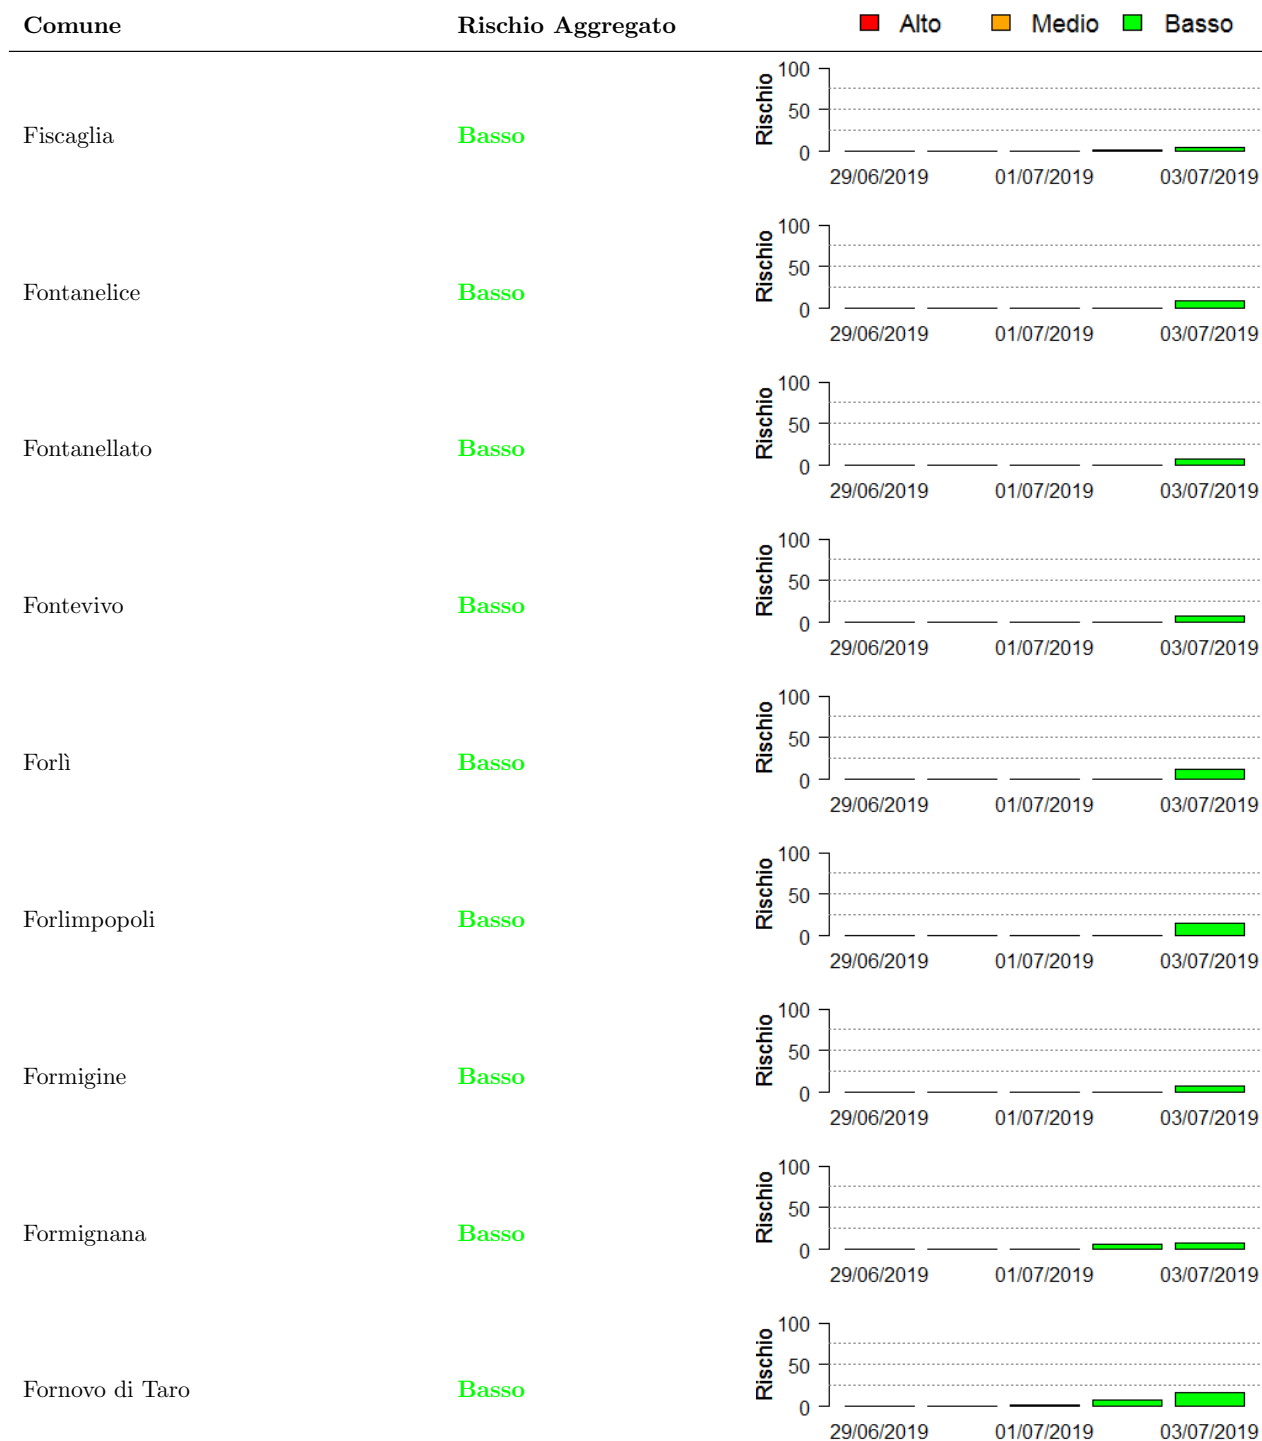 Comune Rischio Aggregato Alto Medio Basso
Fiscaglia Basso
Rischio
100
50
0
29/06/2019 01/07/2019 03/07/2019
Fontanelice Basso
Rischio
100
50
0
29/06/2019 01/07/2019 03/07/2019
Fontanellato Basso
Rischio
100
50
0
29/06/2019 01/07/2019 03/07/2019
Fontevivo Basso
Rischio
100
50
0
29/06/2019 01/07/2019 03/07/2019
Forlì Basso
Rischio
100
50
0
29/06/2019 01/07/2019 03/07/2019
Forlimpopoli Basso
Rischio
100
50
0
29/06/2019 01/07/2019 03/07/2019
Formigine Basso
Rischio
100
50
0
29/06/2019 01/07/2019 03/07/2019
Formignana Basso
Rischio
100
50
0
29/06/2019 01/07/2019 03/07/2019
Fornovo di Taro Basso
Rischio
100
50
0
29/06/2019 01/07/2019 03/07/2019